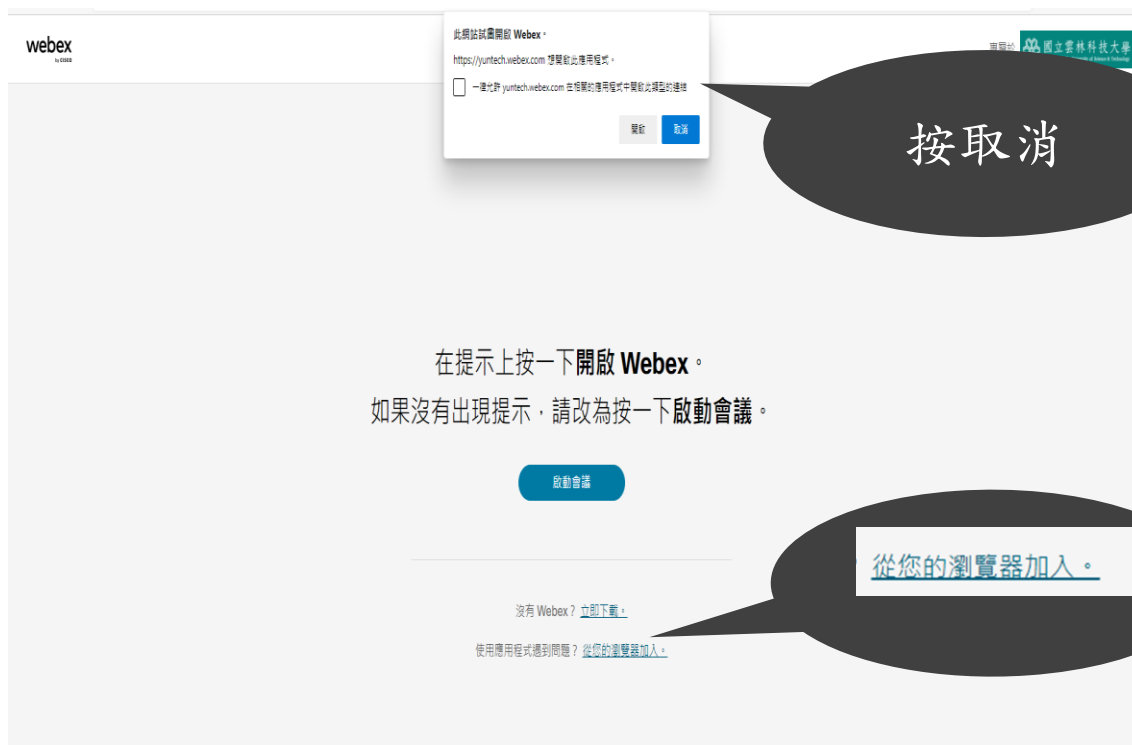 webex
by CISCO
此網站試圖開啟 Webex。
https://yuntech.webex.com 想開啟此應用程式。
一律允許 yuntech.webex.com 在相關的應用程式中開啟此類型的連結
開啟
取消
專屬於
國立雲林科技大學
按取消
在提示上按一下開啟 Webex。
如果沒有出現提示，請改為按一下啟動會議。
啟動會議
從您的瀏覽器加入。
沒有 Webex？ 立即下載。
使用應用程式遇到問題？ 從您的瀏覽器加入。